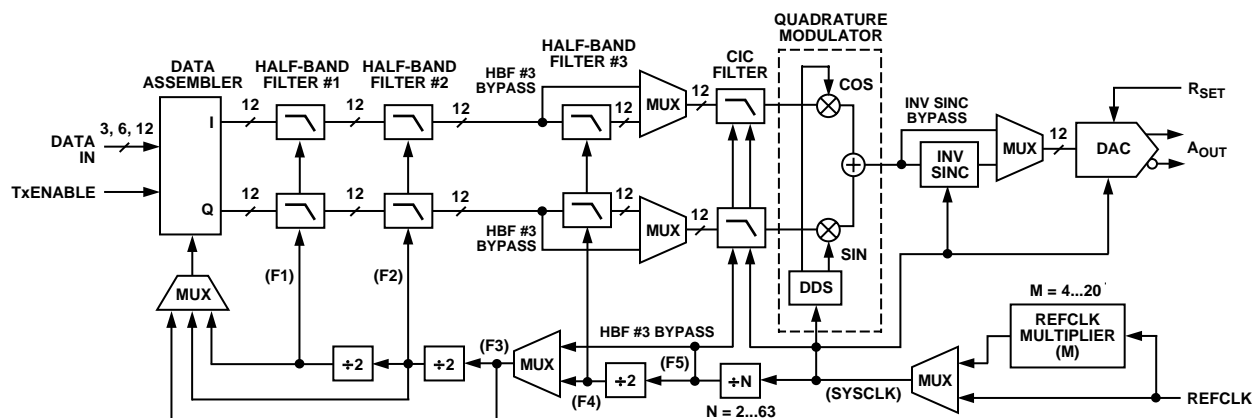 QUADRATURE
MODULATOR
HALF-BAND
FILTER #3
DATA
ASSEMBLER
HALF-BAND
FILTER #1
HALF-BAND
FILTER #2
HBF #3
BYPASS
CIC
FILTER
COS
MUX
INV SINC
BYPASS
RSET
12
12
12
12
12
I
3, 6, 12
DATA
IN
INV
SINC
MUX
12
DAC
AOUT
TxENABLE
12
12
12
12
12
Q
HBF #3
BYPASS
MUX
SIN
DDS
(F1)
(F2)
MUX
M = 4...20
REFCLK
MULTIPLIER
(M)
HBF #3 BYPASS
(F3)
MUX
÷2
÷2
(F4)
÷2
(F5)
÷N
N = 2...63
(SYSCLK)
MUX
REFCLK